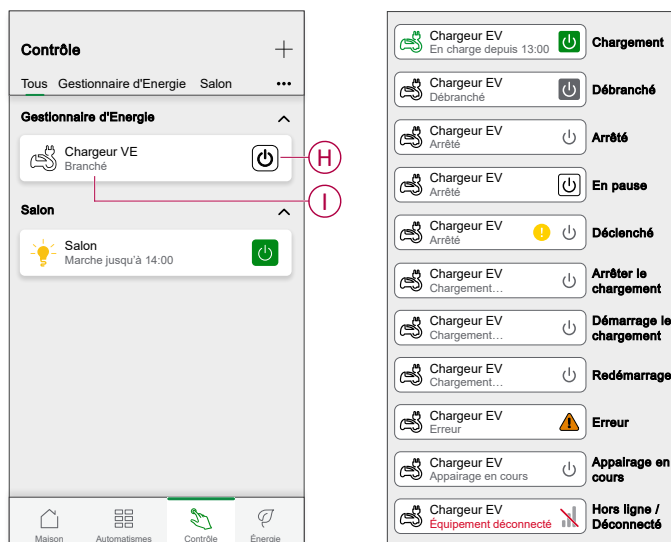 Contrôle
Tous Gestionnaire d'Energie Salon
Gestionnaire d'Energie
Chargeur VE
Branché
H
I
Salon
Salon
Marche jusqu'à 14:00
Maison Automatismes Contrôle Énergie
Chargeur EV
En charge depuis 13:00
Chargement
Chargeur EV
Débranché
Débranché
Chargeur EV
Arrêté
Arrêté
Chargeur EV
Arrêté
En pause
Chargeur EV
Arrêté
Déclenché
Chargeur EV
Chargement...
Arrêter le
chargement
Chargeur EV
Chargement...
Démarrage le
chargement
Chargeur EV
Chargement...
Redémarrage
Chargeur EV
Erreur
Erreur
Chargeur EV
Appairage en cours
Appairage en
cours
Chargeur EV
Équipement déconnecté
Hors ligne /
Déconnecté